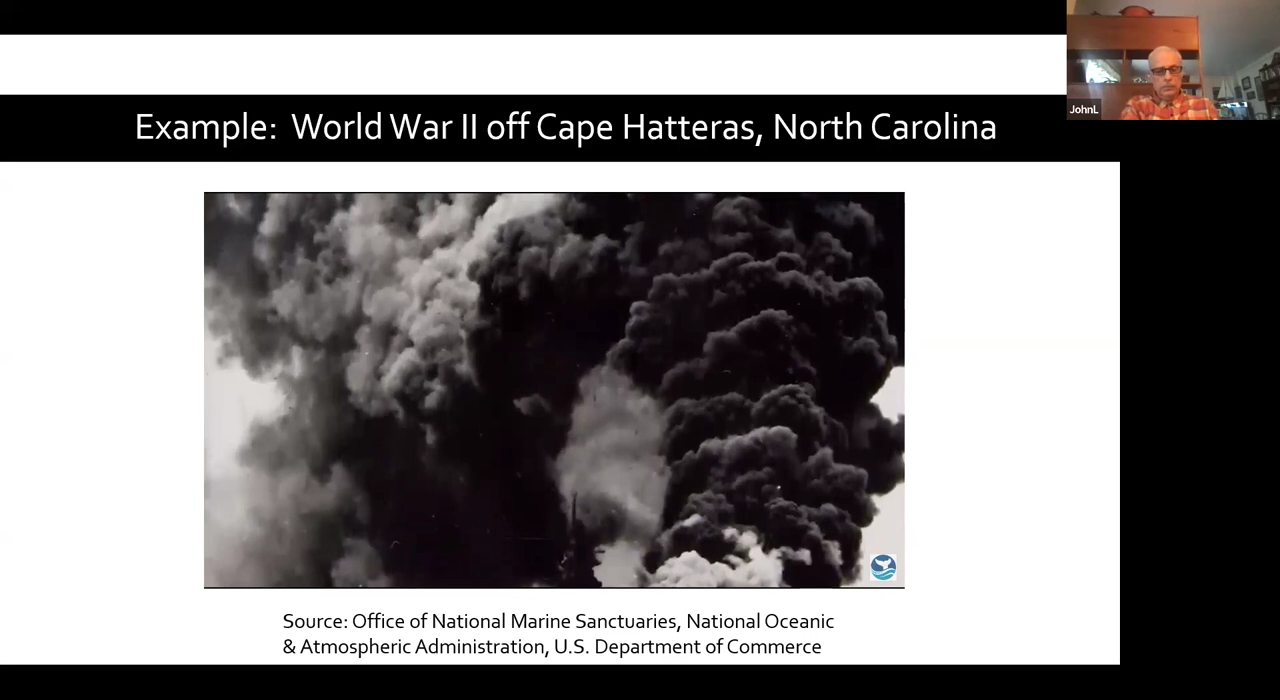 Example:  World War II off Cape Hatteras, North Carolina
JohnL
Source: Office of National Marine Sanctuaries, National Oceanic
& Atmospheric Administration, U.S. Department of Commerce